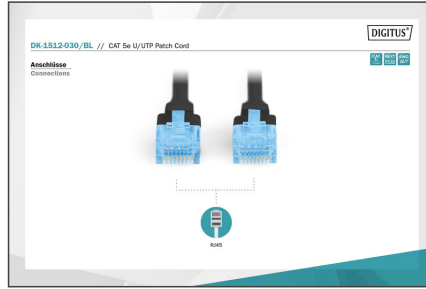 DIGITUS®
DK-1512-030/BL // CAT 5e U/UTP Patch Cord
Anschlüsse
Connections
RJ45